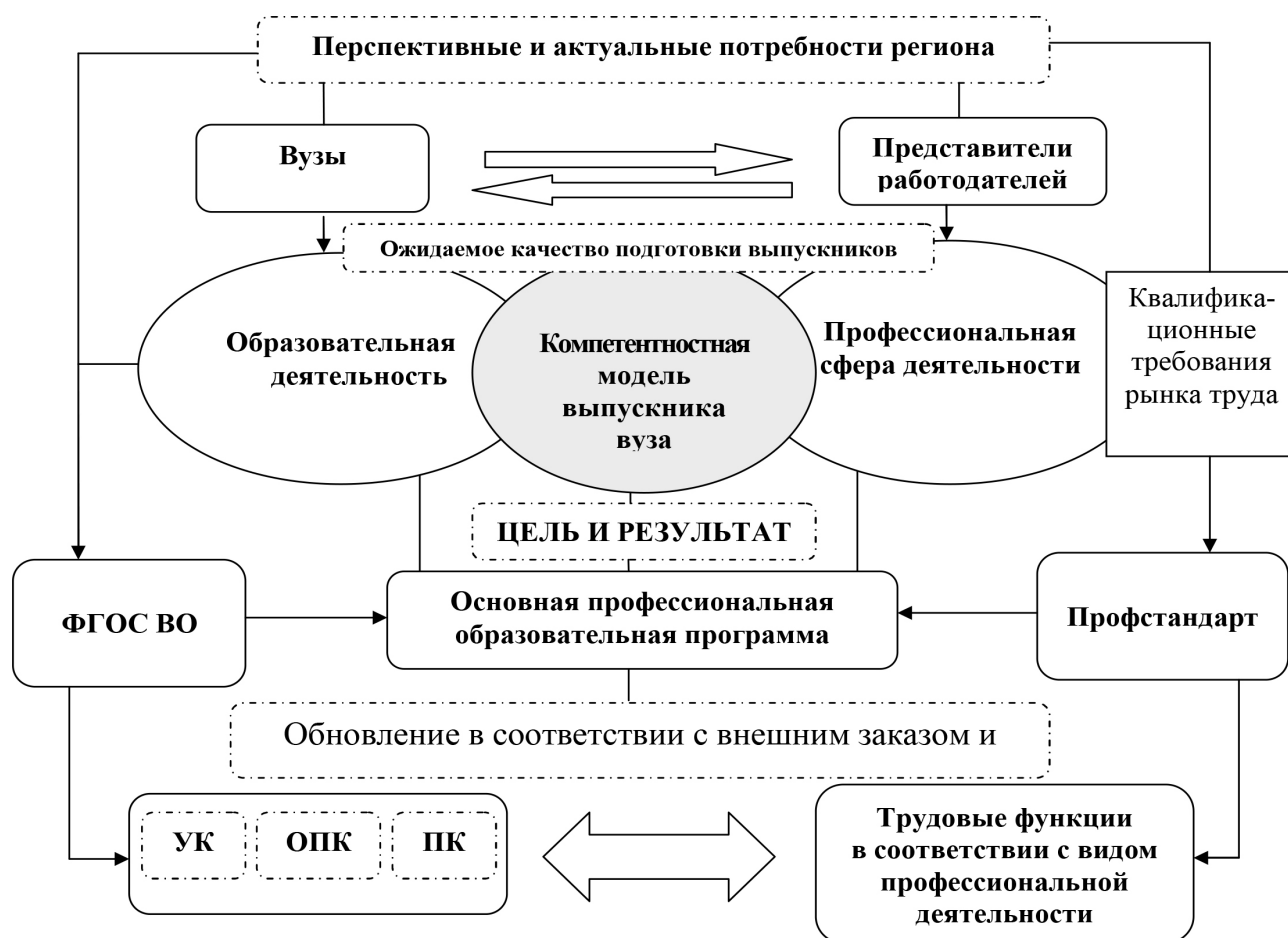 Перспективные и актуальные потребности региона
Вузы
Представители
работодателей
Ожидаемое качество подготовки выпускников
Образовательная
деятельность
Компетентностная
модель
выпускника
вуза
Профессиональная
сфера деятельности
Квалифика-
ционные
требования
рынка труда
ЦЕЛЬ И РЕЗУЛЬТАТ
ФГОС ВО
Основная профессиональная
образовательная программа
Профстандарт
Обновление в соответствии с внешним заказом и
УК
ОПК
ПК
Трудовые функции
в соответствии с видом
профессиональной
деятельности